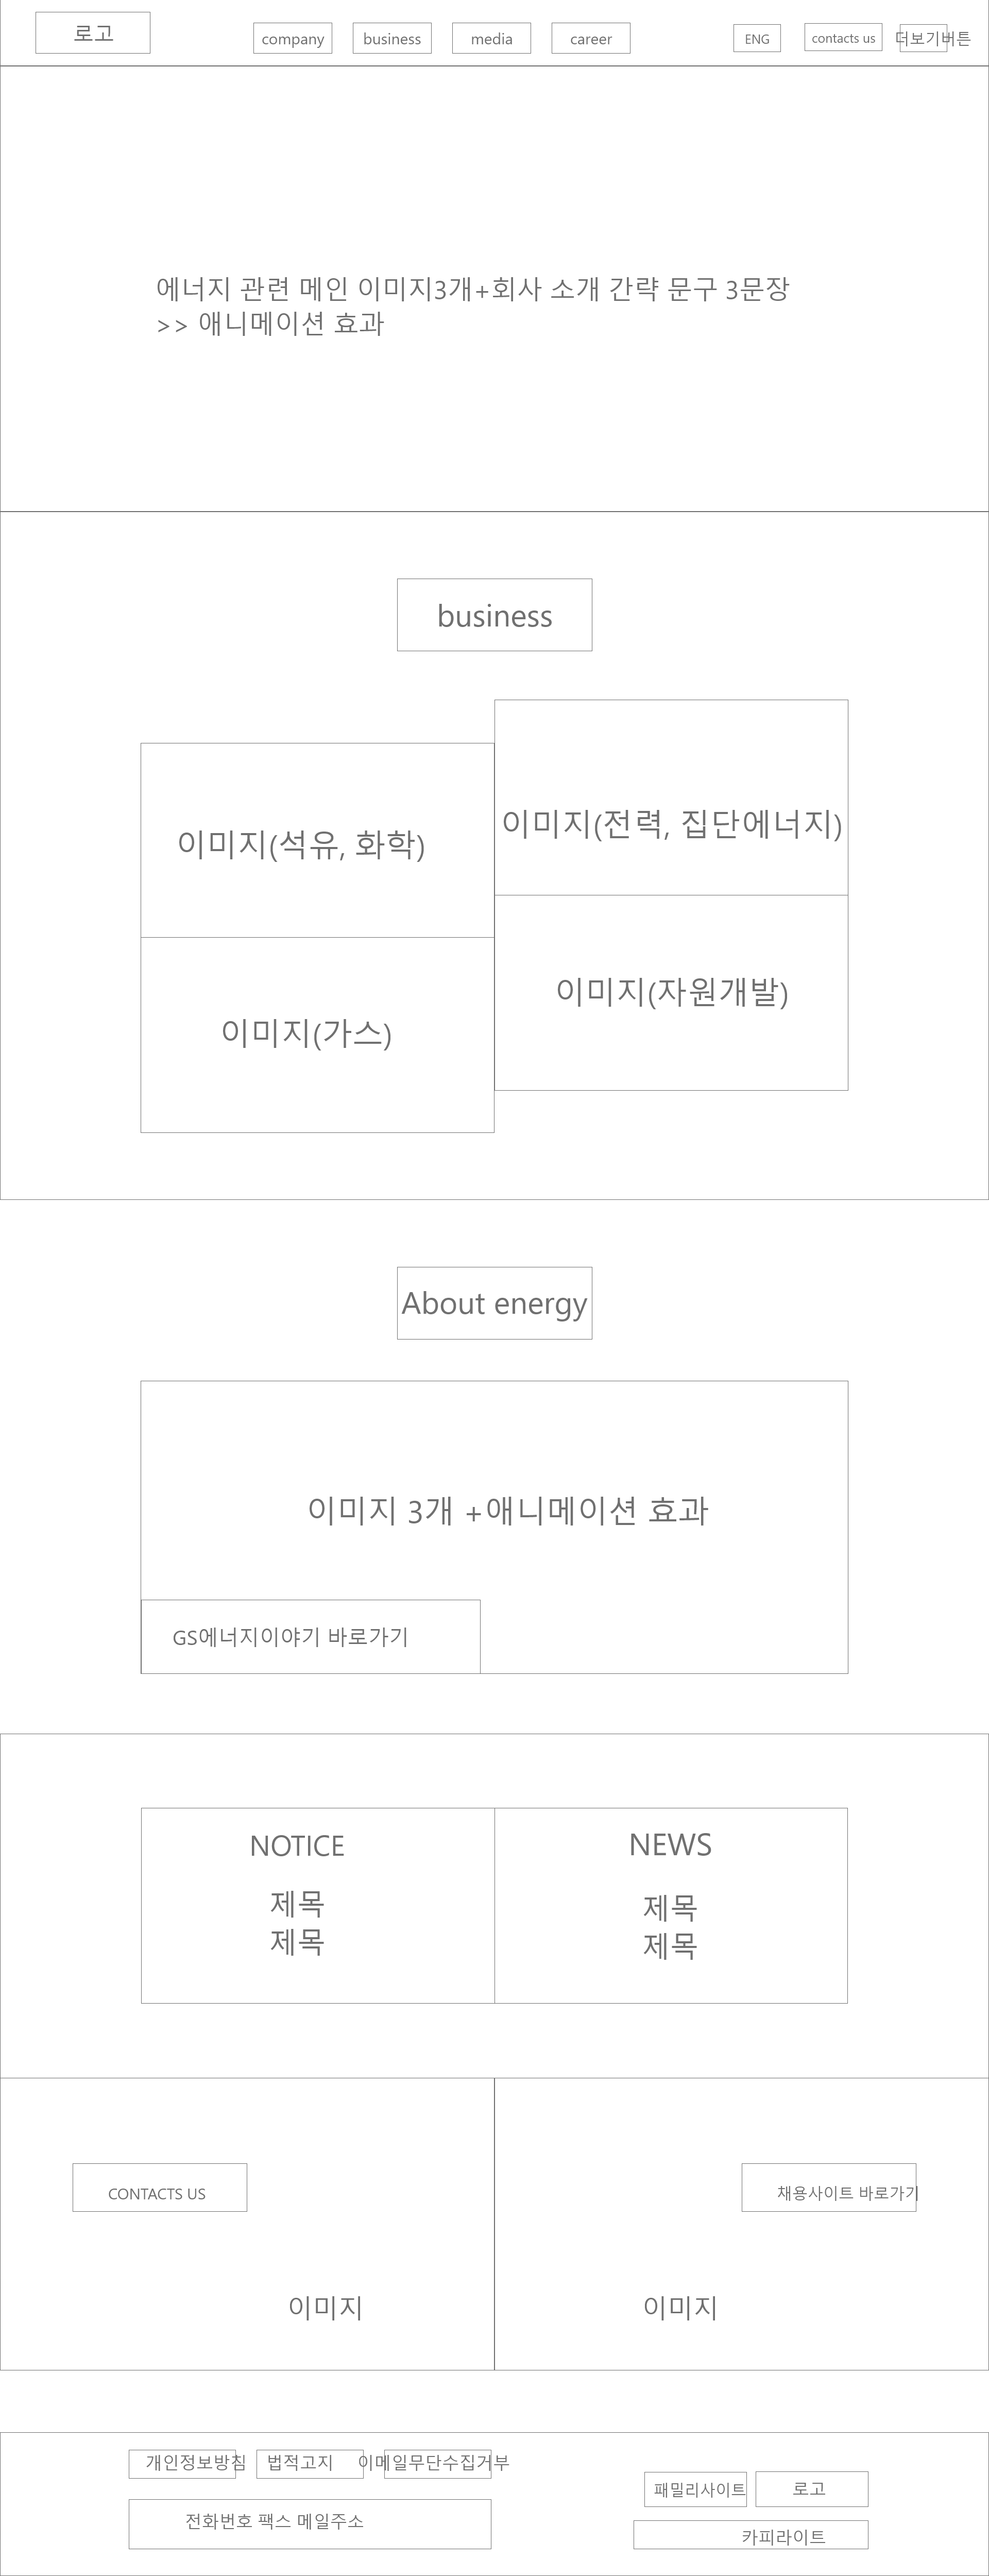 로고
company
business
media
career
ENG
contacts us
더보기버튼
에너지 관련 메인 이미지3개+회사 소개 간략 문구 3문장
>> 애니메이션 효과
business
이미지(석유, 화학)
이미지(전력, 집단에너지)
이미지(가스)
이미지(자원개발)
About energy
이미지 3개 +애니메이션 효과
GS에너지이야기 바로가기
NOTICE
제목
제목
NEWS
제목
제목
CONTACTS US
이미지
채용사이트 바로가기
이미지
개인정보방침
법적고지
이메일무단수집거부
전화번호 팩스 메일주소
패밀리사이트
로고
카피라이트